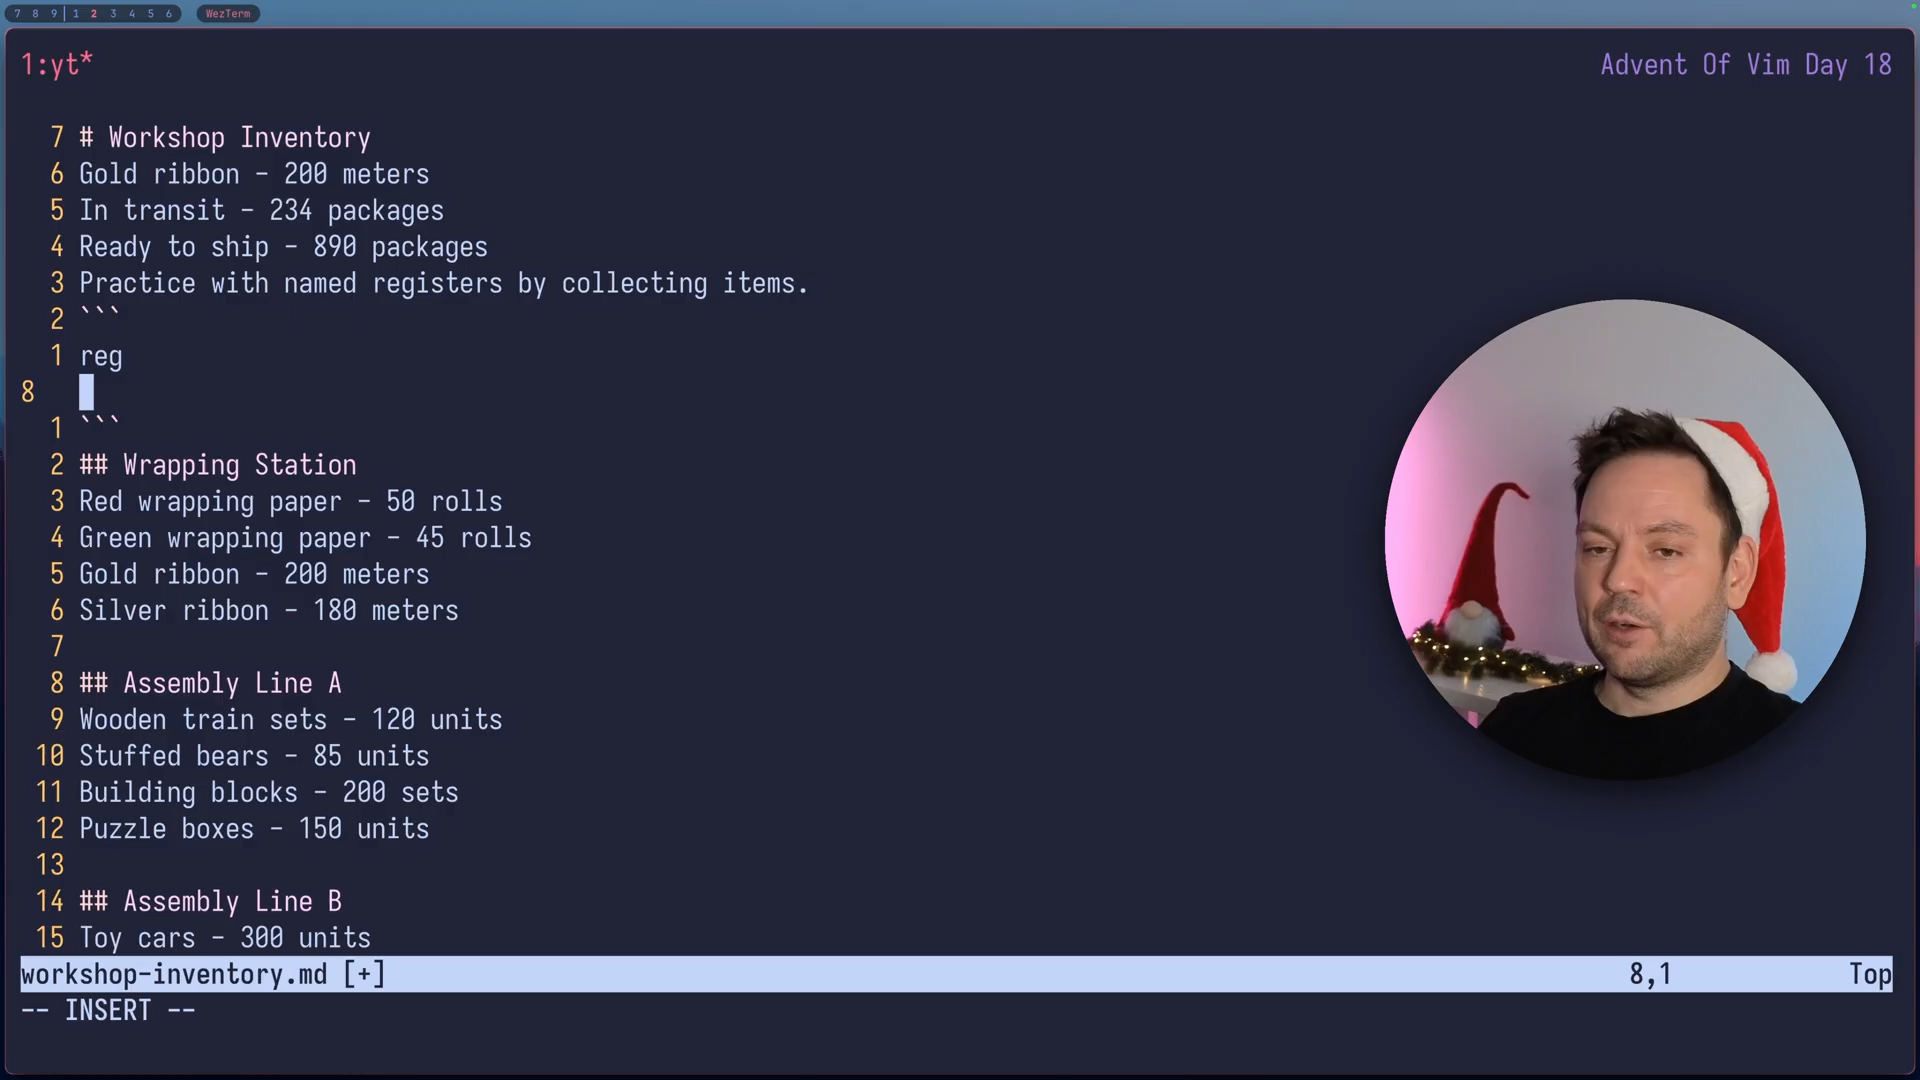 7 8 9 | 1 2 3 4 5 6 WezTerm
1:yt* Advent Of Vim Day 18
7 # Workshop Inventory
6 Gold ribbon - 200 meters
5 In transit - 234 packages
4 Ready to ship - 890 packages
3 Practice with named registers by collecting items.
2 ```
1 reg
8
1 ```
2 ## Wrapping Station
3 Red wrapping paper - 50 rolls
4 Green wrapping paper - 45 rolls
5 Gold ribbon - 200 meters
6 Silver ribbon - 180 meters
7
8 ## Assembly Line A
9 Wooden train sets - 120 units
10 Stuffed bears - 85 units
11 Building blocks - 200 sets
12 Puzzle boxes - 150 units
13
14 ## Assembly Line B
15 Toy cars - 300 units
workshop-inventory.md [+] 8,1 Top
-- INSERT --